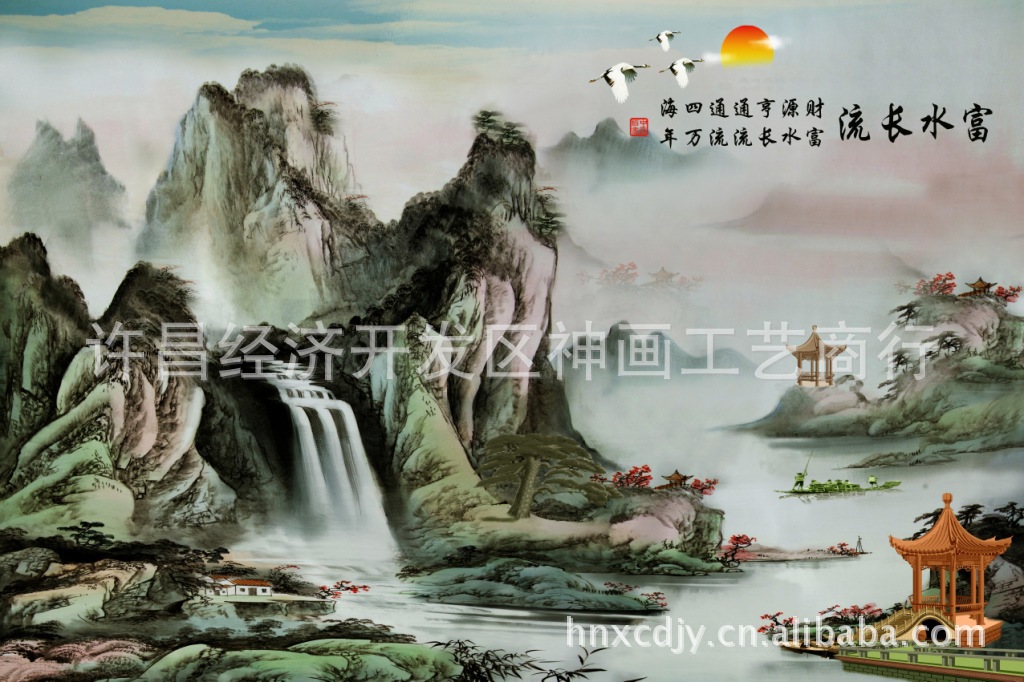 富水长流
财源亨通通四海
富水长流流万年
许昌经济开发区神画工艺商行
hnxcdjy.cn.alibaba.com